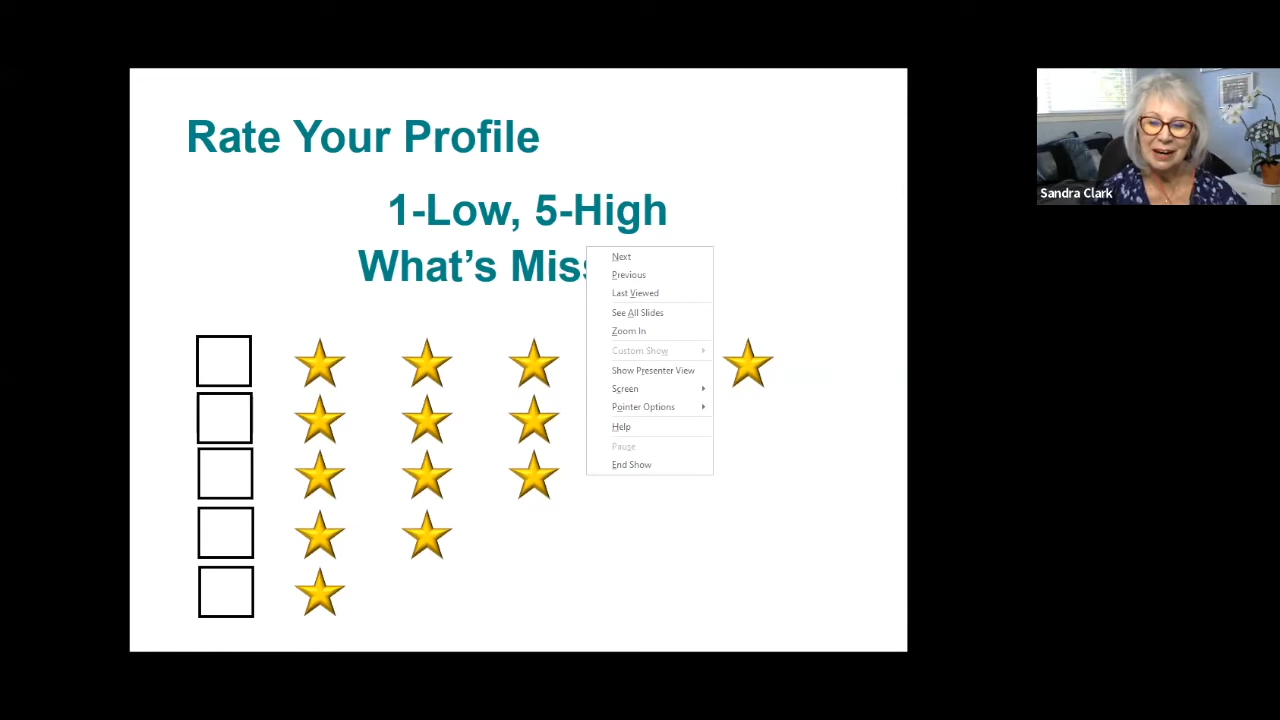 Rate Your Profile
1-Low, 5-High
What's Miss
Next
Previous
Last Viewed
See All Slides
Zoom In
Custom Show
Show Presenter View
Screen
Pointer Options
Help
Pause
End Show
Sandra Clark